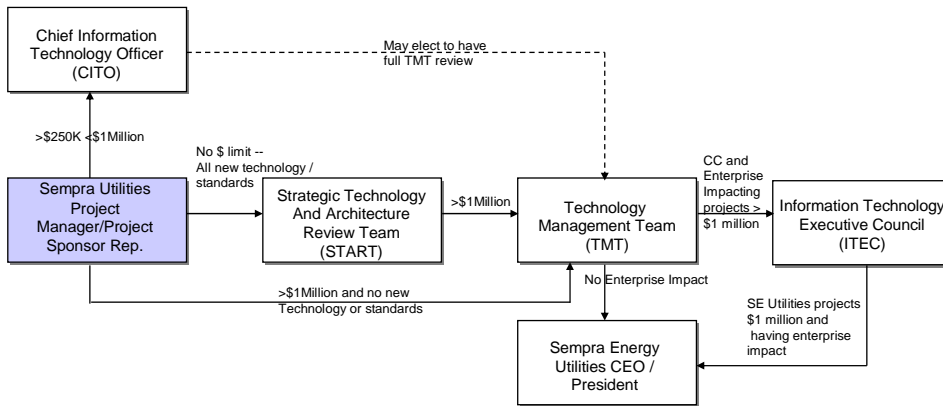 Chief Information
Technology Officer
(CITO)
May elect to have
full TMT review
>$250K <$1Million
No $ limit --
All new technology /
standards
CC and
Enterprise
Impacting
projects >
$1 million
Sempra Utilities
Project
Manager/Project
Sponsor Rep.
Strategic Technology
And Architecture
Review Team
(START)
>$1Million
Technology
Management Team
(TMT)
Information Technology
Executive Council
(ITEC)
>$1Million and no new
Technology or standards
No Enterprise Impact
SE Utilities projects
$1 million and
having enterprise
impact
Sempra Energy
Utilities CEO /
President